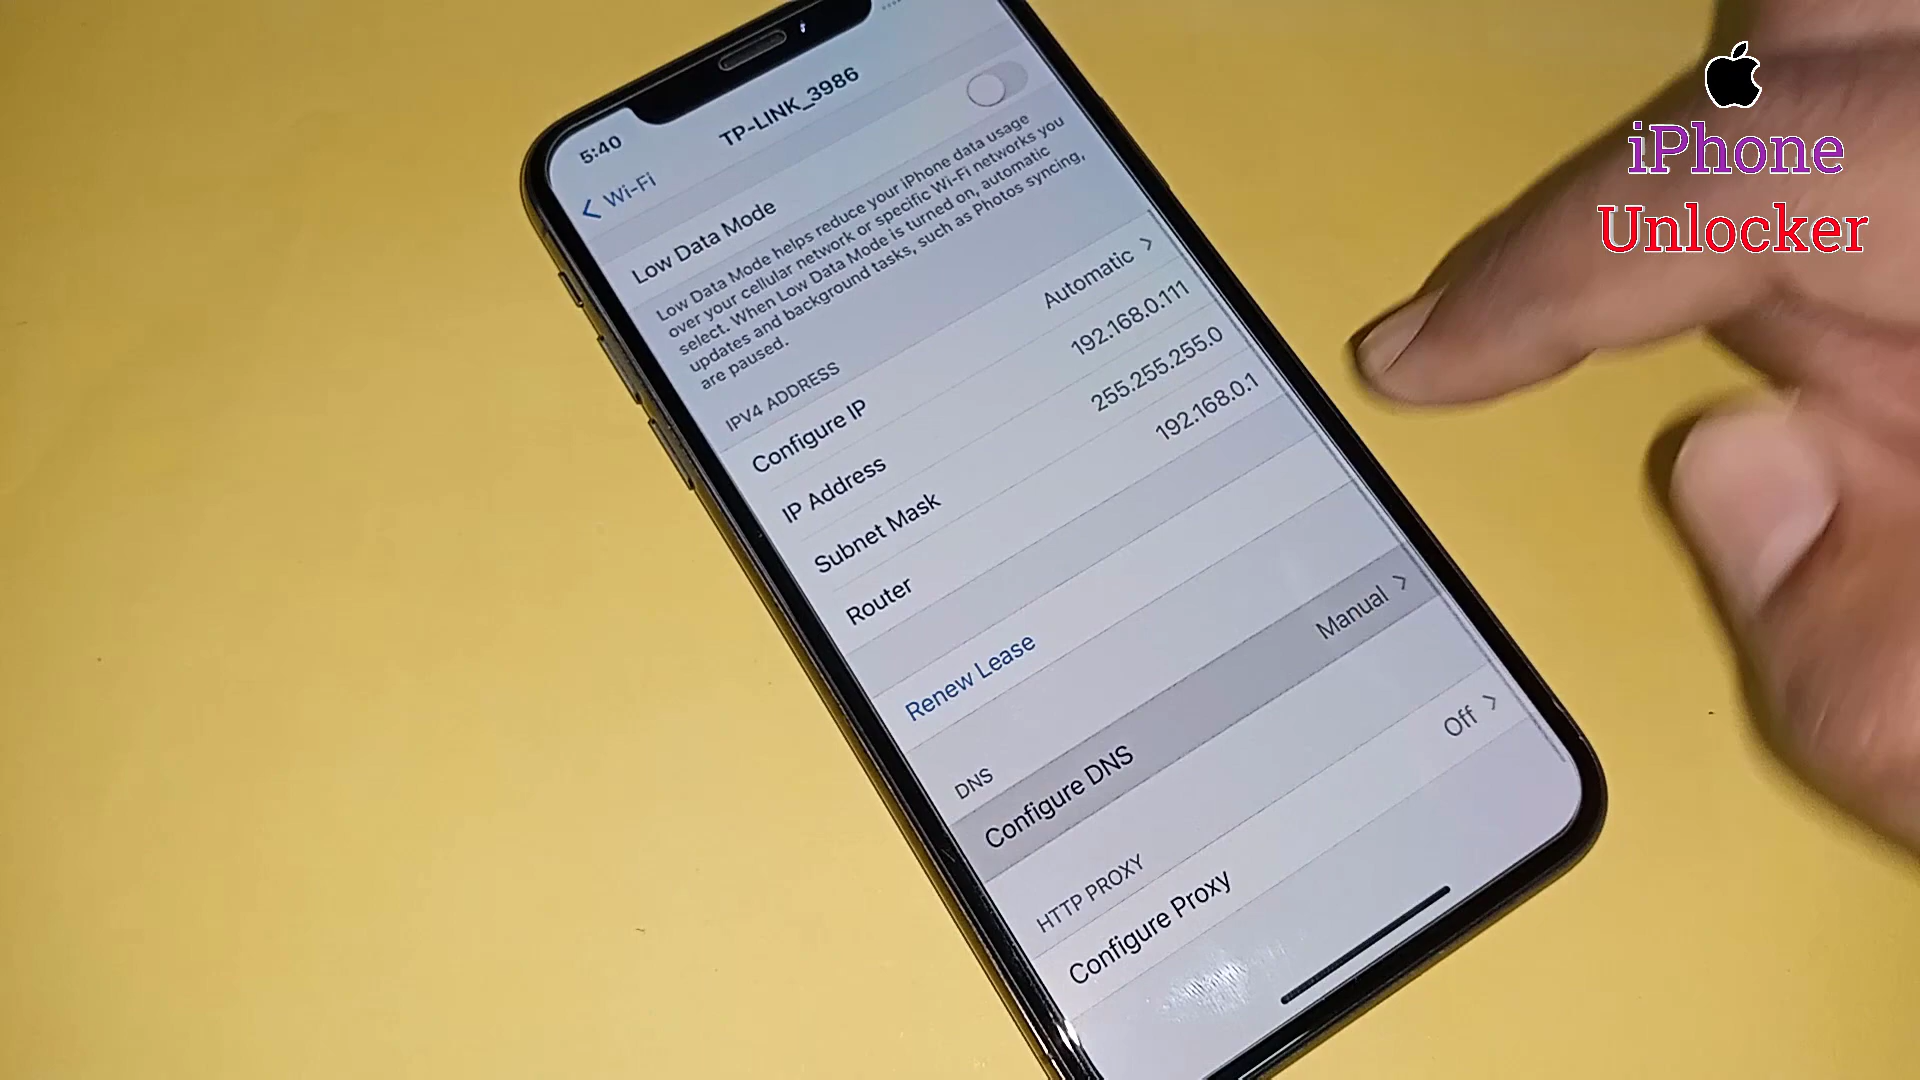 5:40
TP-LINK_3986
Wi-Fi
Low Data Mode
Low Data Mode helps reduce your iPhone data usage
over your cellular network or specific Wi-Fi networks you
select. When Low Data Mode is turned on, automatic
updates and background tasks, such as Photos syncing,
are paused.
IPV4 ADDRESS
Configure IP Automatic
IP Address 192.168.0.111
Subnet Mask 255.255.255.0
Router 192.168.0.1
Renew Lease
DNS
Configure DNS Manual
HTTP PROXY
Configure Proxy Off
iPhone
Unlocker